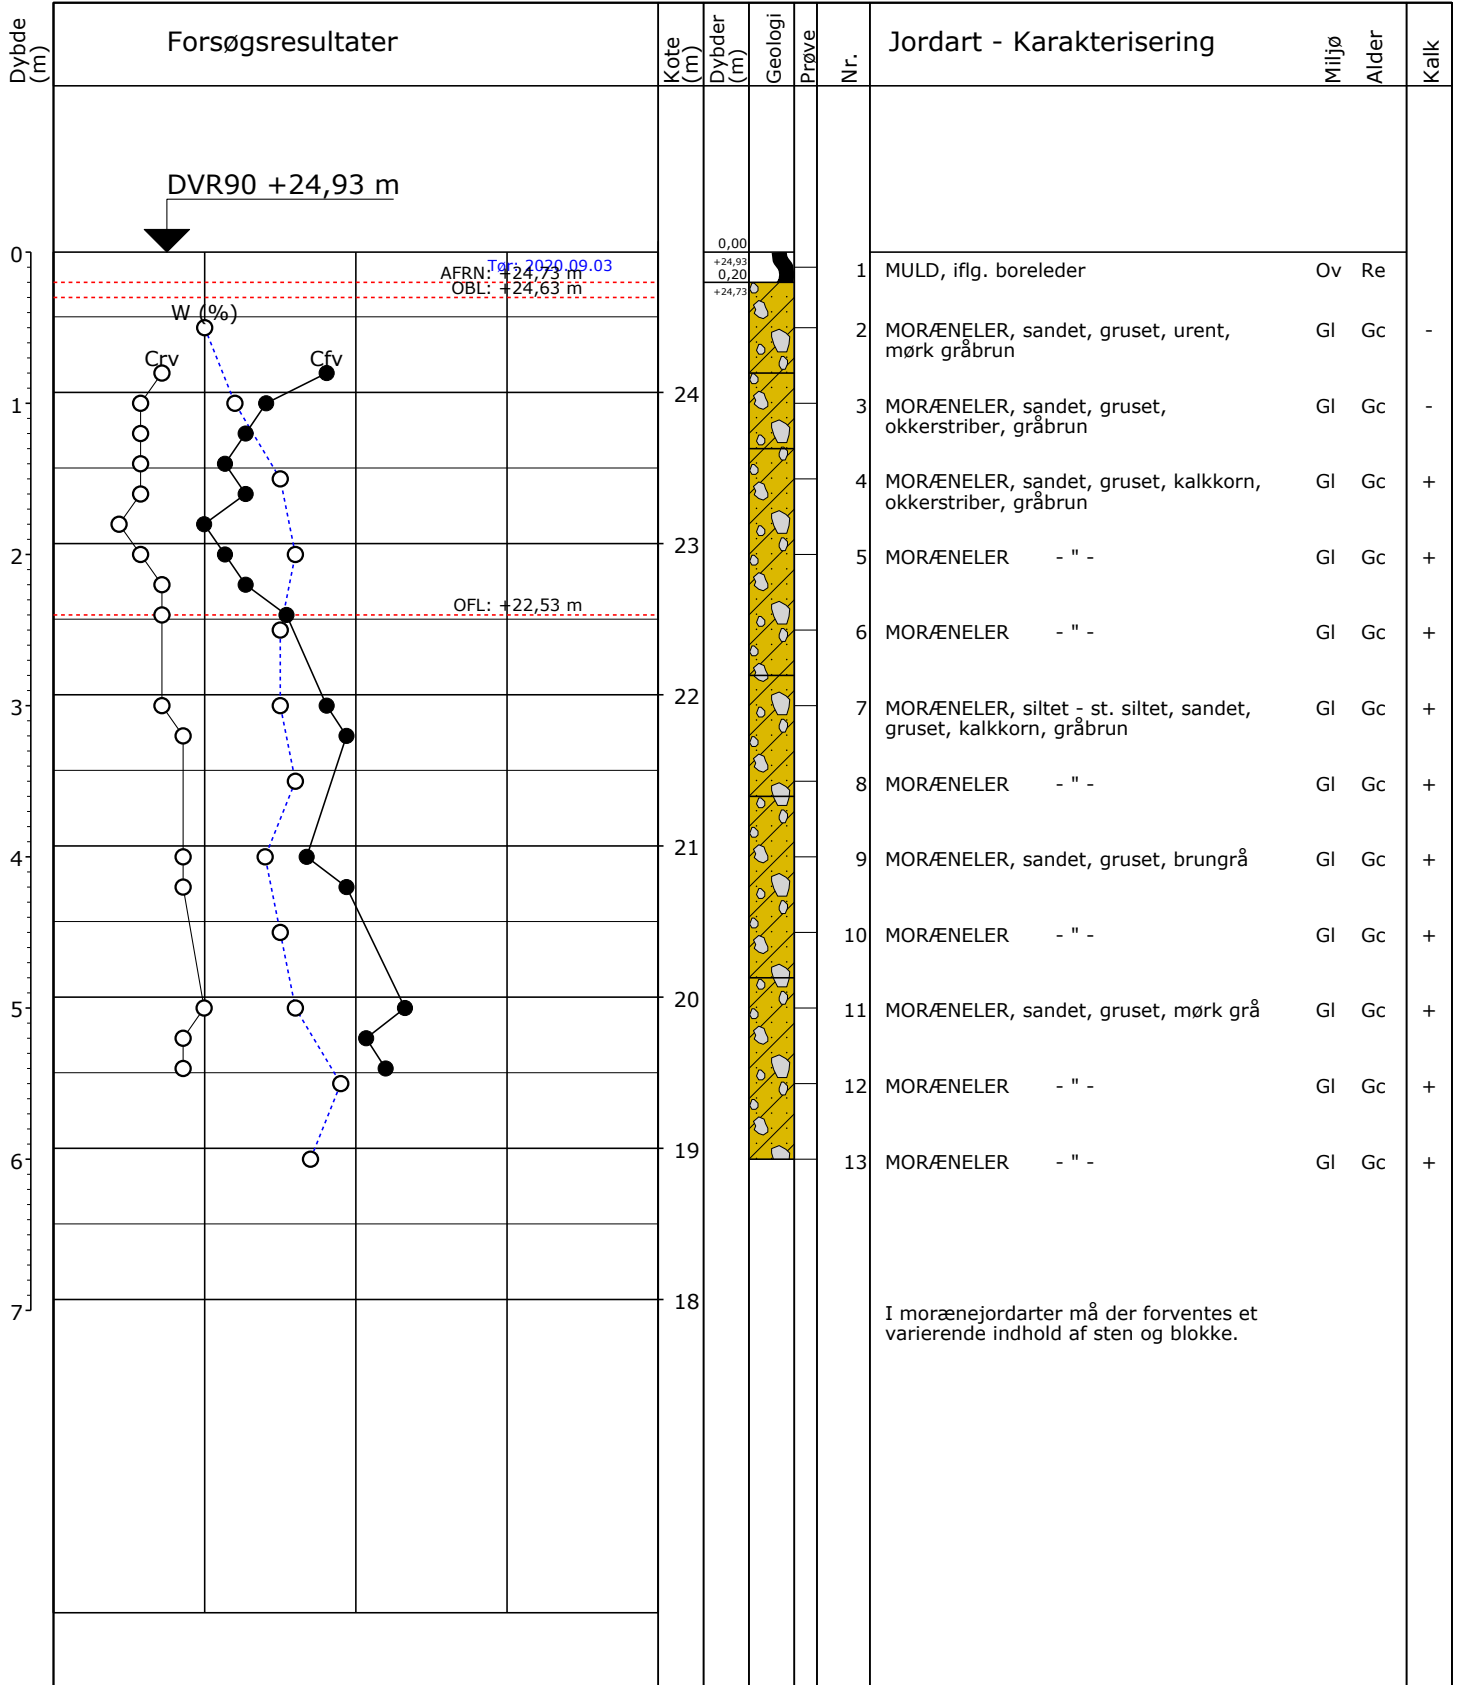 Dybde (m)
Forsøgsresultater
Kote (m)
Dybder (m)
Geologi
Prøve
Nr.
Jordart - Karakterisering
Miljø
Alder
Kalk
DVR90 +24,93 m
0
1
2
3
4
5
6
7
Tør: 2020.09.03
AFRN: +24,73 m
OBL: +24,63 m
W (%)
Crv
Cfv
OFL: +22,53 m
24
23
22
21
20
19
18
0,00
+24,93
0,20
+24,73
1 MULD, iflg. boreleder Ov Re
2 MORÆNELER, sandet, gruset, urent, Gl Gc -
mørk gråbrun
3 MORÆNELER, sandet, gruset, Gl Gc -
okkerstriber, gråbrun
4 MORÆNELER, sandet, gruset, kalkkorn, Gl Gc +
okkerstriber, gråbrun
5 MORÆNELER - " - Gl Gc +
6 MORÆNELER - " - Gl Gc +
7 MORÆNELER, siltet - st. siltet, sandet, Gl Gc +
gruset, kalkkorn, gråbrun
8 MORÆNELER - " - Gl Gc +
9 MORÆNELER, sandet, gruset, brungrå Gl Gc +
10 MORÆNELER - " - Gl Gc +
11 MORÆNELER, sandet, gruset, mørk grå Gl Gc +
12 MORÆNELER - " - Gl Gc +
13 MORÆNELER - " - Gl Gc +
I morænejordarter må der forventes et
varierende indhold af sten og blokke.